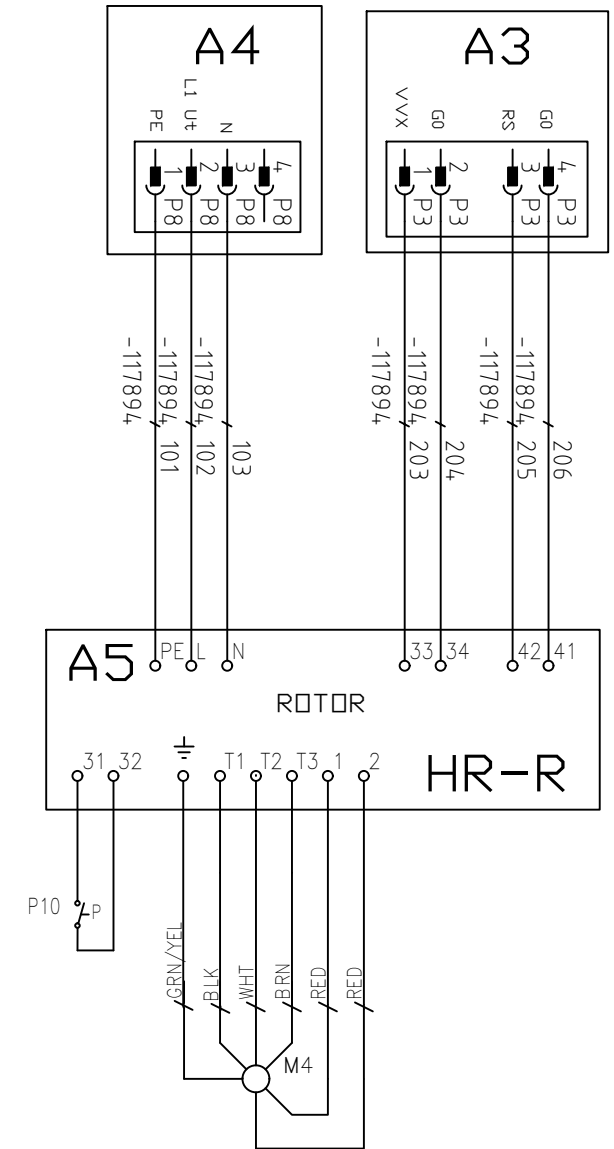 A4
A3
PE
L1 Ut
N
VVX
G0
RS
G0
1 2 3 4
P8 P8 P8 P8
1 2 3 4
P3 P3 P3 P3
-117894 -117894 -117894
101 102 103
-117894 -117894
203 204 205 206
A5 PE L N
33 34 42 41
ROTOR
31 32 T1 T2 T3 1 2
HR-R
P10 P
GRN/YEL
BLK
WHT
BRN
RED
RED
M4